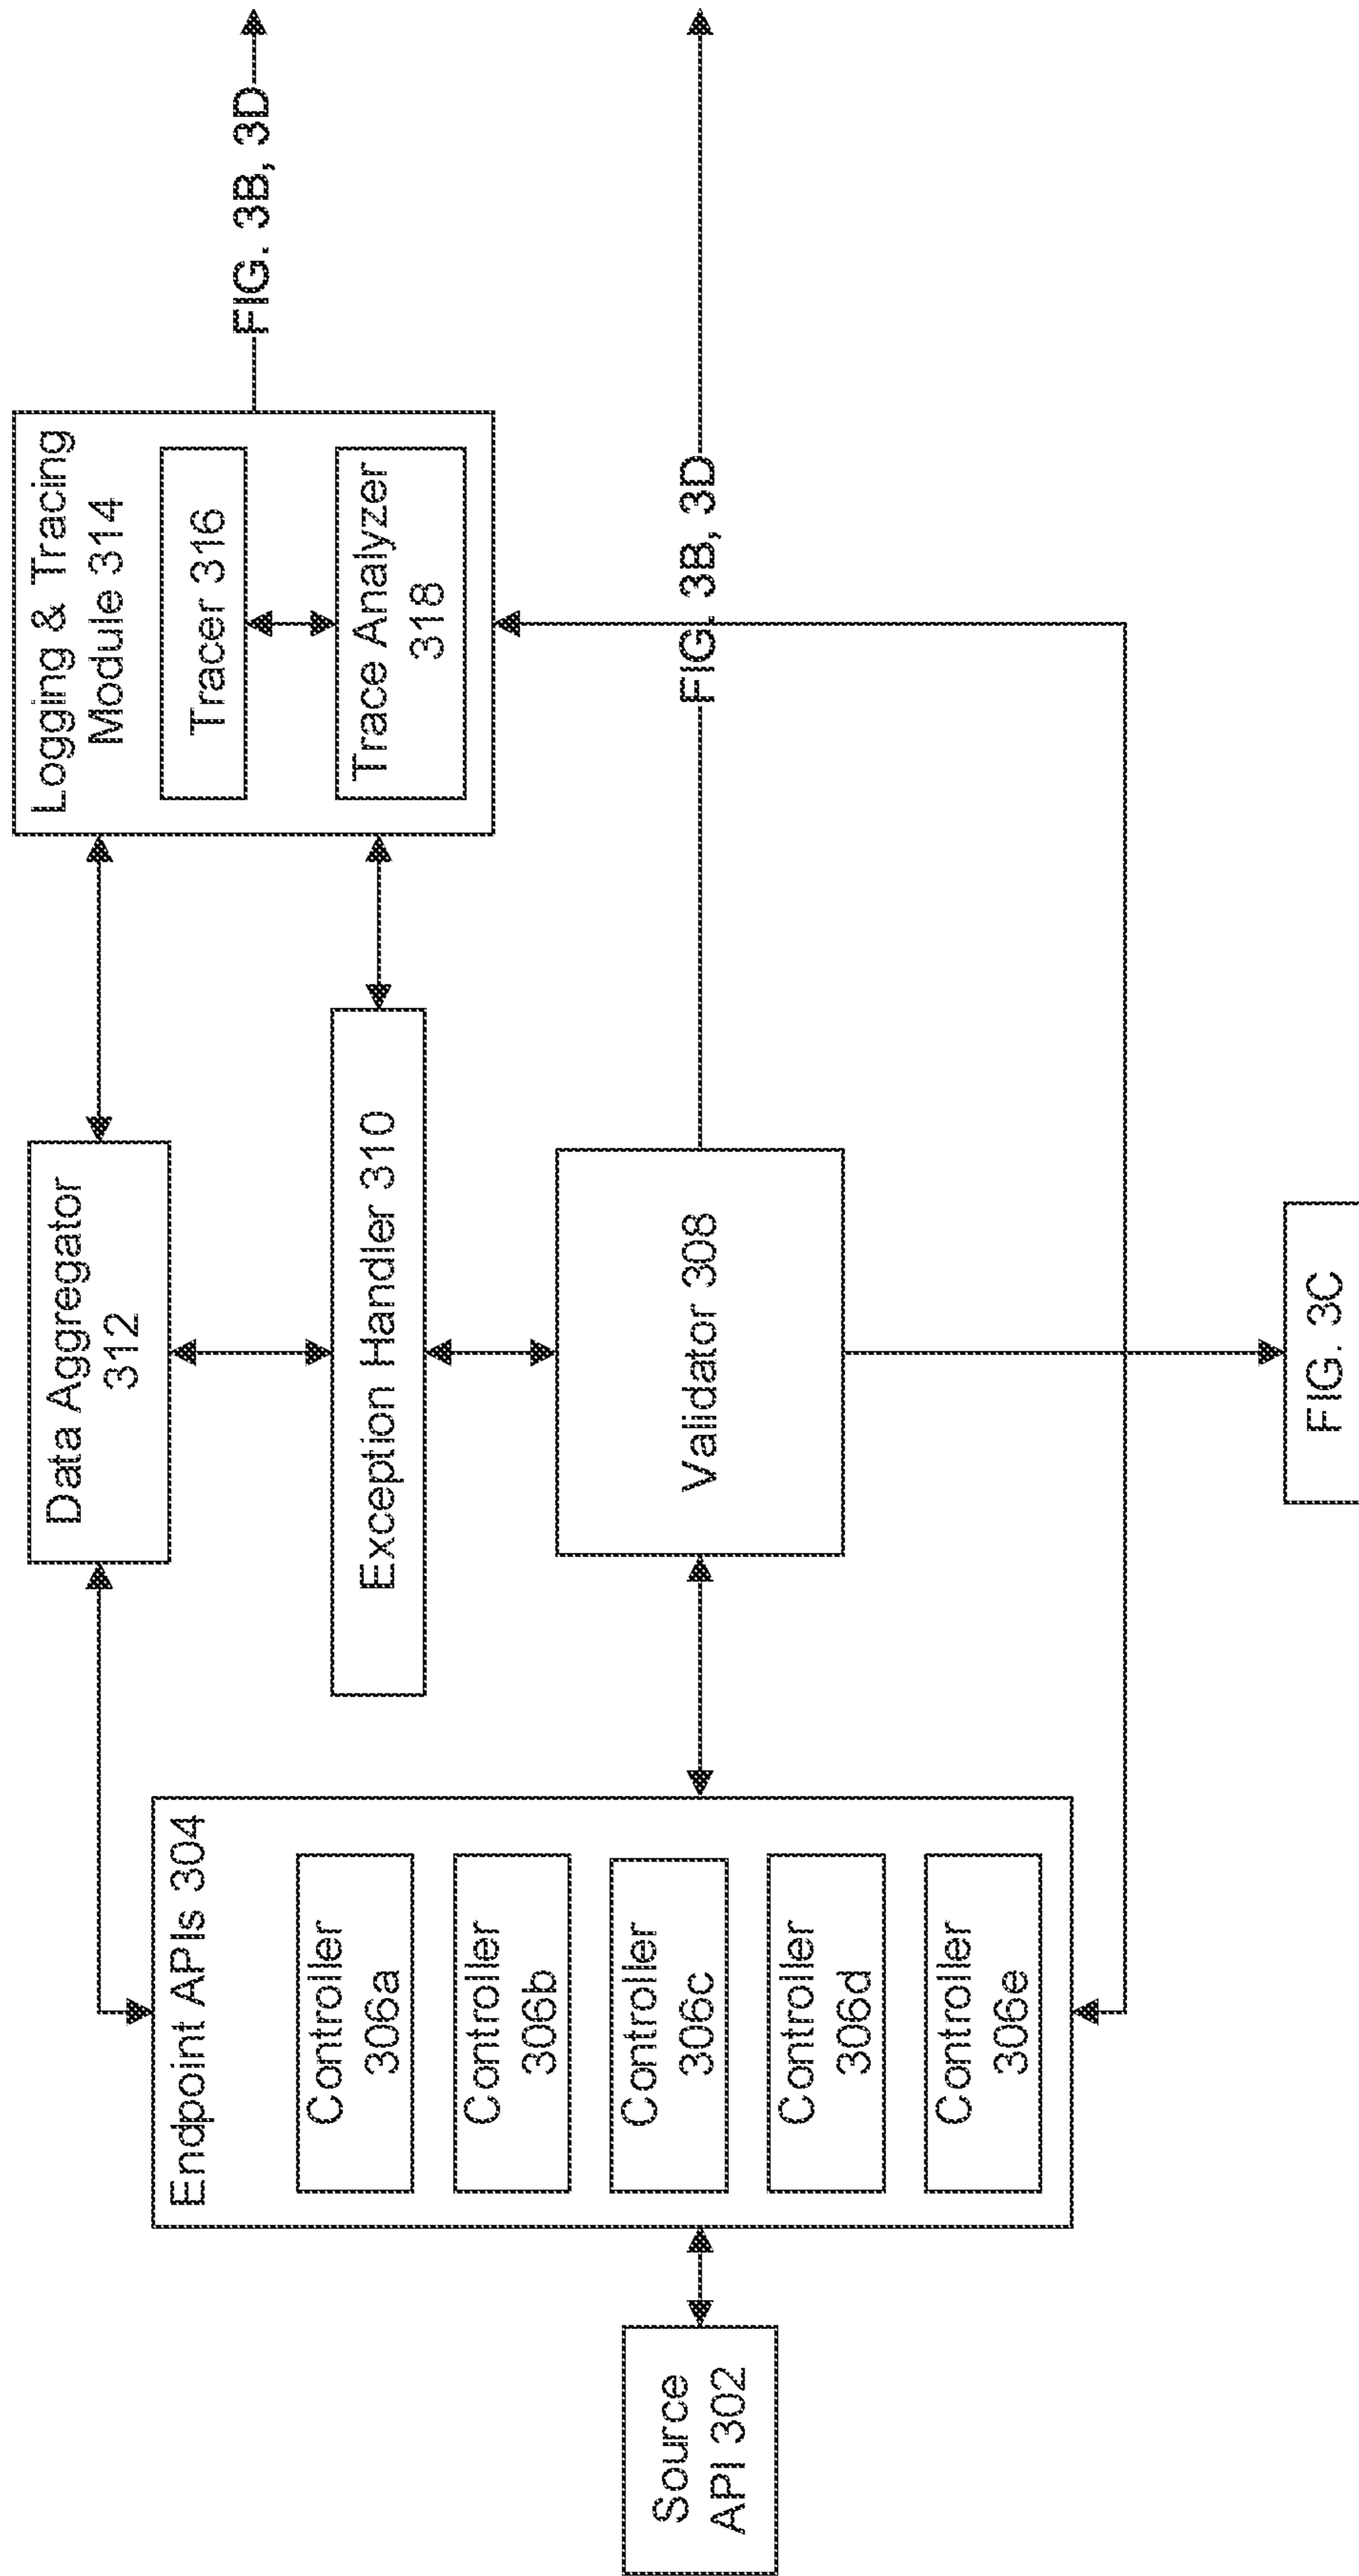 Source
API 302
Endpoint APIs 304
Controller
306a
Controller
306b
Controller
306c
Controller
306d
Controller
306e
Data Aggregator
312
Exception Handler 310
Validator 308
Logging & Tracing
Module 314
Tracer 316
Trace Analyzer
318
FIG. 3B, 3D
FIG. 3B, 3D
FIG. 3C